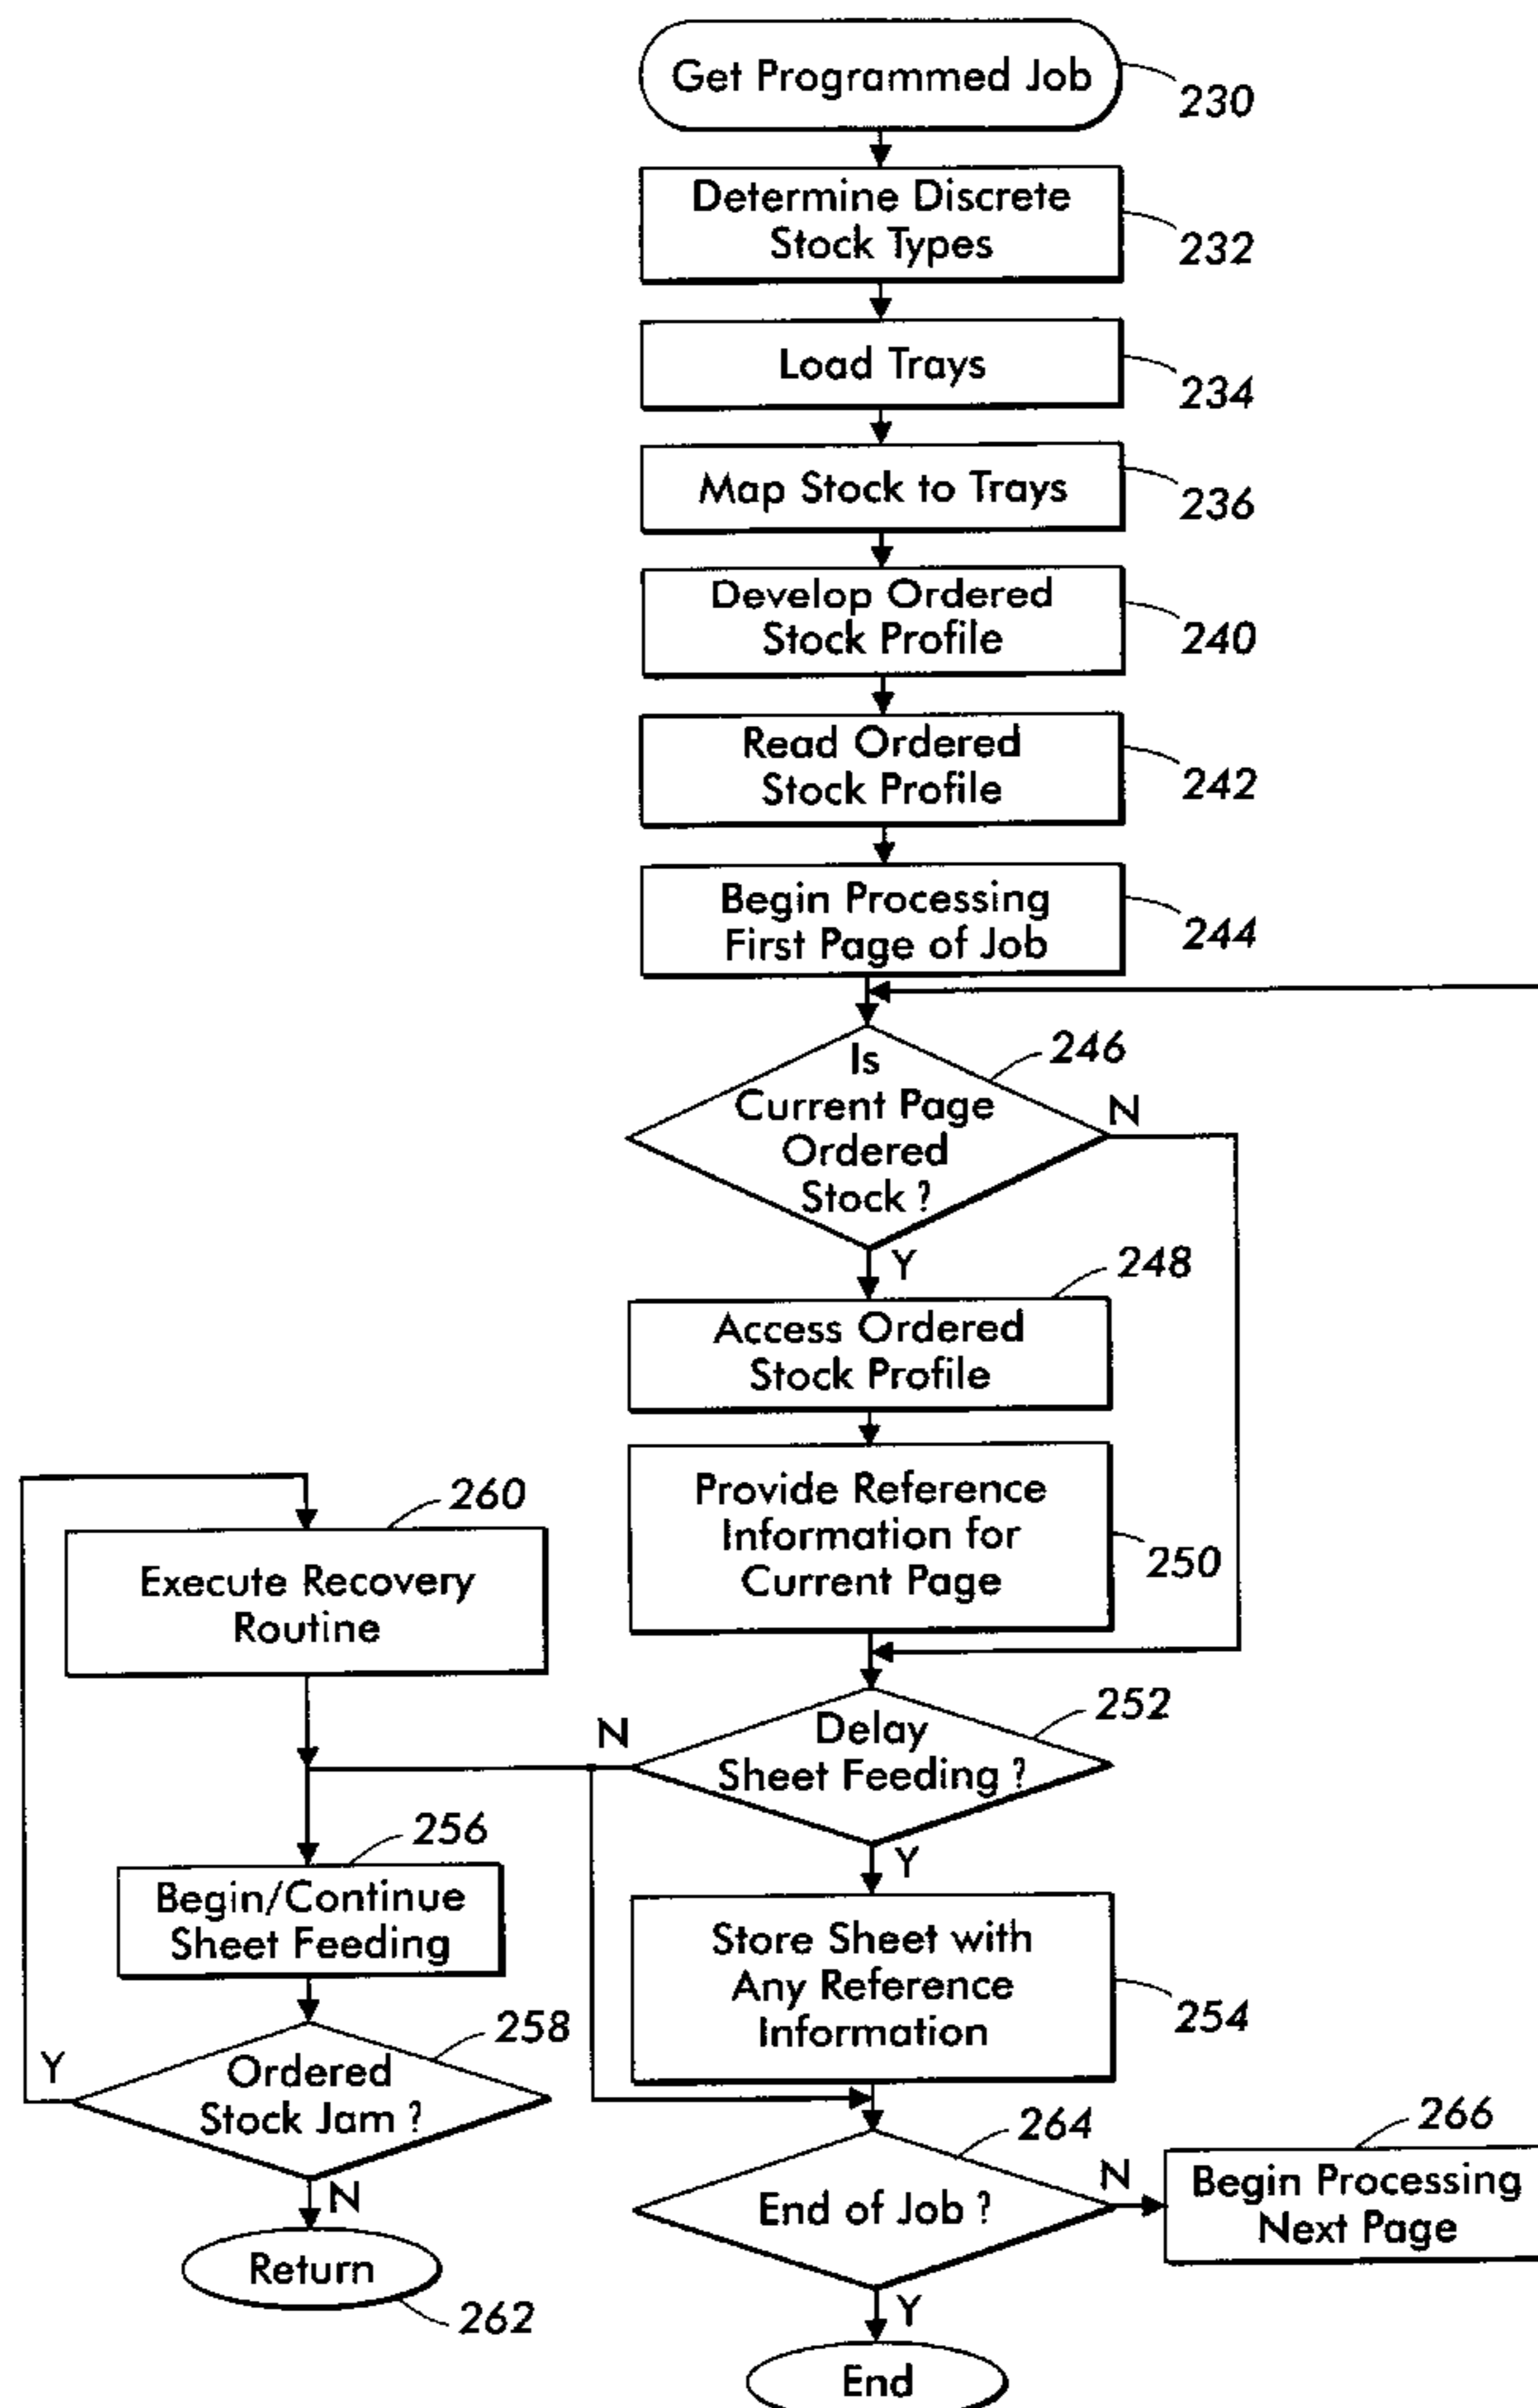 Get Programmed Job
230
Determine Discrete
Stock Types
232
Load Trays
234
Map Stock to Trays
236
Develop Ordered
Stock Profile
240
Read Ordered
Stock Profile
242
Begin Processing
First Page of Job
244
Is
Current Page
Ordered
Stock ?
246
N
Y
248
Access Ordered
Stock Profile
Provide Reference
Information for
Current Page
250
260
Execute Recovery
Routine
Delay
Sheet Feeding ?
252
N
Y
256
Begin/Continue
Sheet Feeding
Store Sheet with
Any Reference
Information
254
Ordered
Stock Jam ?
258
Y
N
Return
262
End of Job ?
264
N
266
Begin Processing
Next Page
Y
End